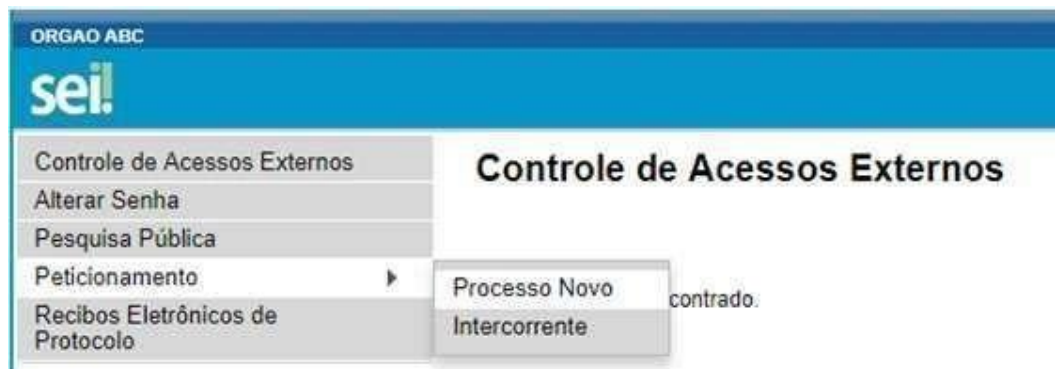 ORGAO ABC
sei!
Controle de Acessos Externos
Alterar Senha
Pesquisa Pública
Peticionamento
Recibos Eletrônicos de
Protocolo
Controle de Acessos Externos
Processo Novo
Intercorrente
contrado.